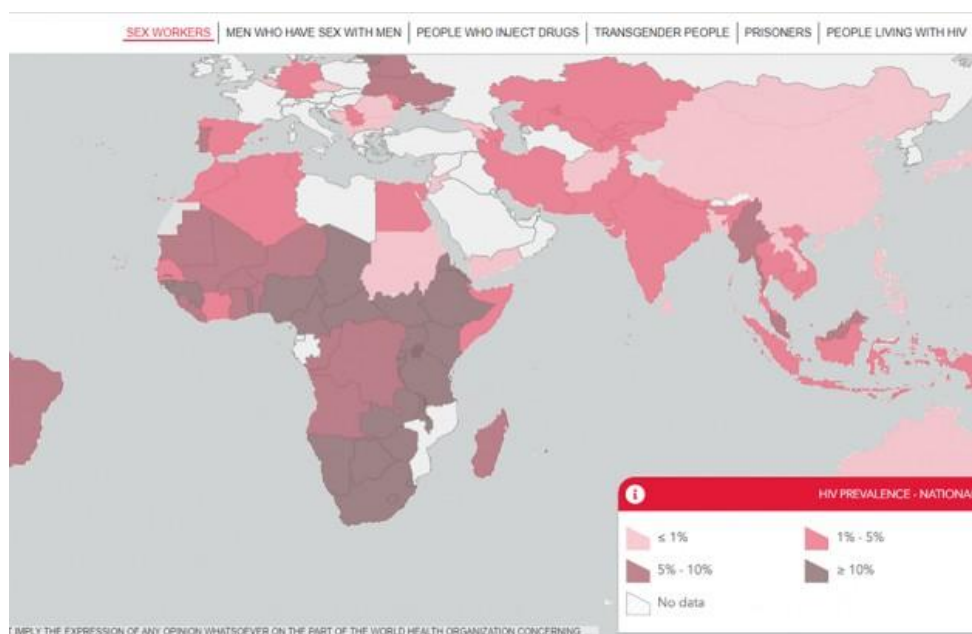 SEX WORKERS | MEN WHO HAVE SEX WITH MEN | PEOPLE WHO INJECT DRUGS | TRANSGENDER PEOPLE | PRISONERS | PEOPLE LIVING WITH HIV
i HIV PREVALENCE - NATIONA
≤ 1% 1% - 5%
5% - 10% ≥ 10%
No data
T IMPLY THE EXPRESSION OF ANY OPINION WHATSOEVER ON THE PART OF THE WORLD HEALTH ORGANIZATION CONCERNING